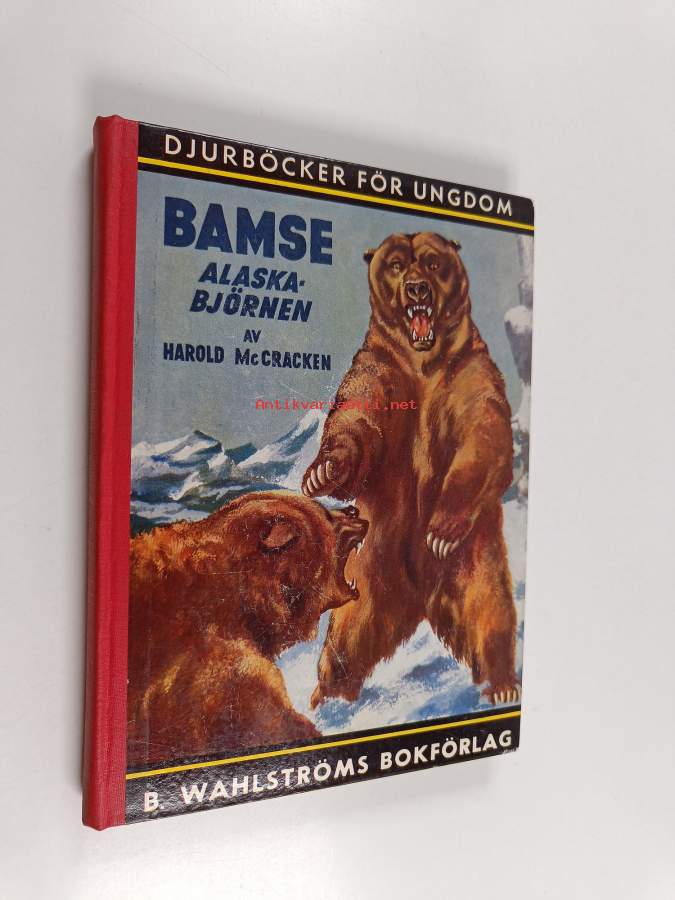 DJURBÖCKER FÖR UNGDOM
BAMSE
ALASKA-
BJÖRNEN
AV
HAROLD McCRACKEN
Antikvariaatti.net
B. WAHLSTRÖMS BOKFÖRLAG